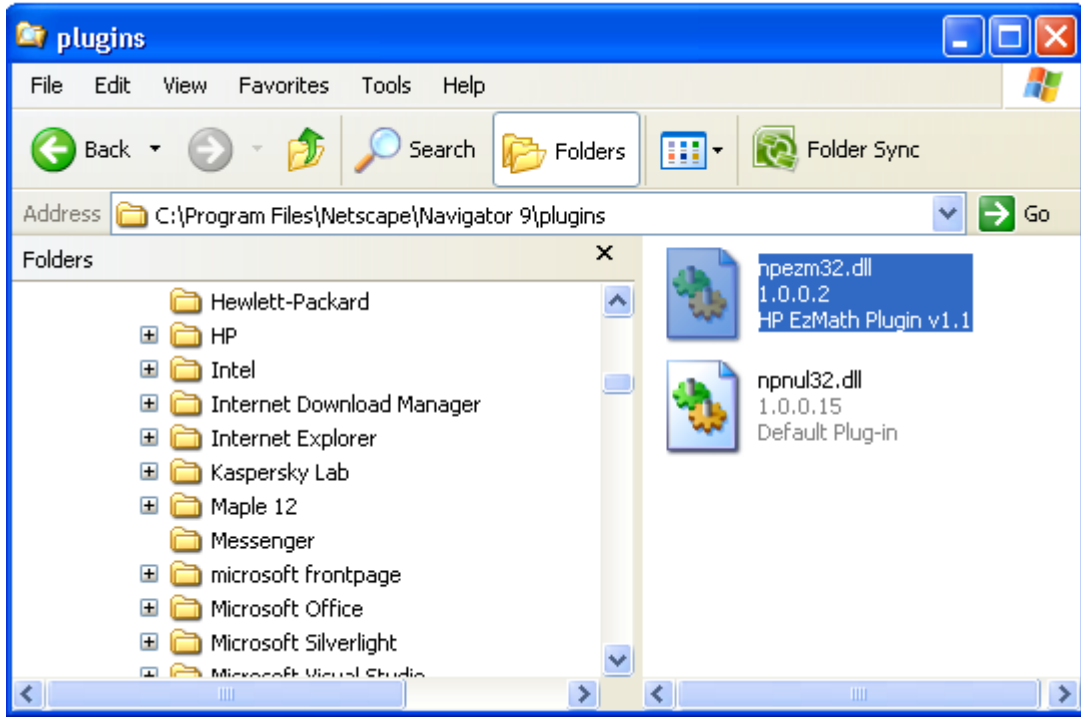 plugins
File Edit View Favorites Tools Help
Back Search Folders Folder Sync
Address C:\Program Files\Netscape\Navigator 9\plugins Go
Folders
Hewlett-Packard
HP
Intel
Internet Download Manager
Internet Explorer
Kaspersky Lab
Maple 12
Messenger
microsoft frontpage
Microsoft Office
Microsoft Silverlight
Microsoft Visual Studio
npezm32.dll
1.0.0.2
HP EzMath Plugin v1.1
npnul32.dll
1.0.0.15
Default Plug-in